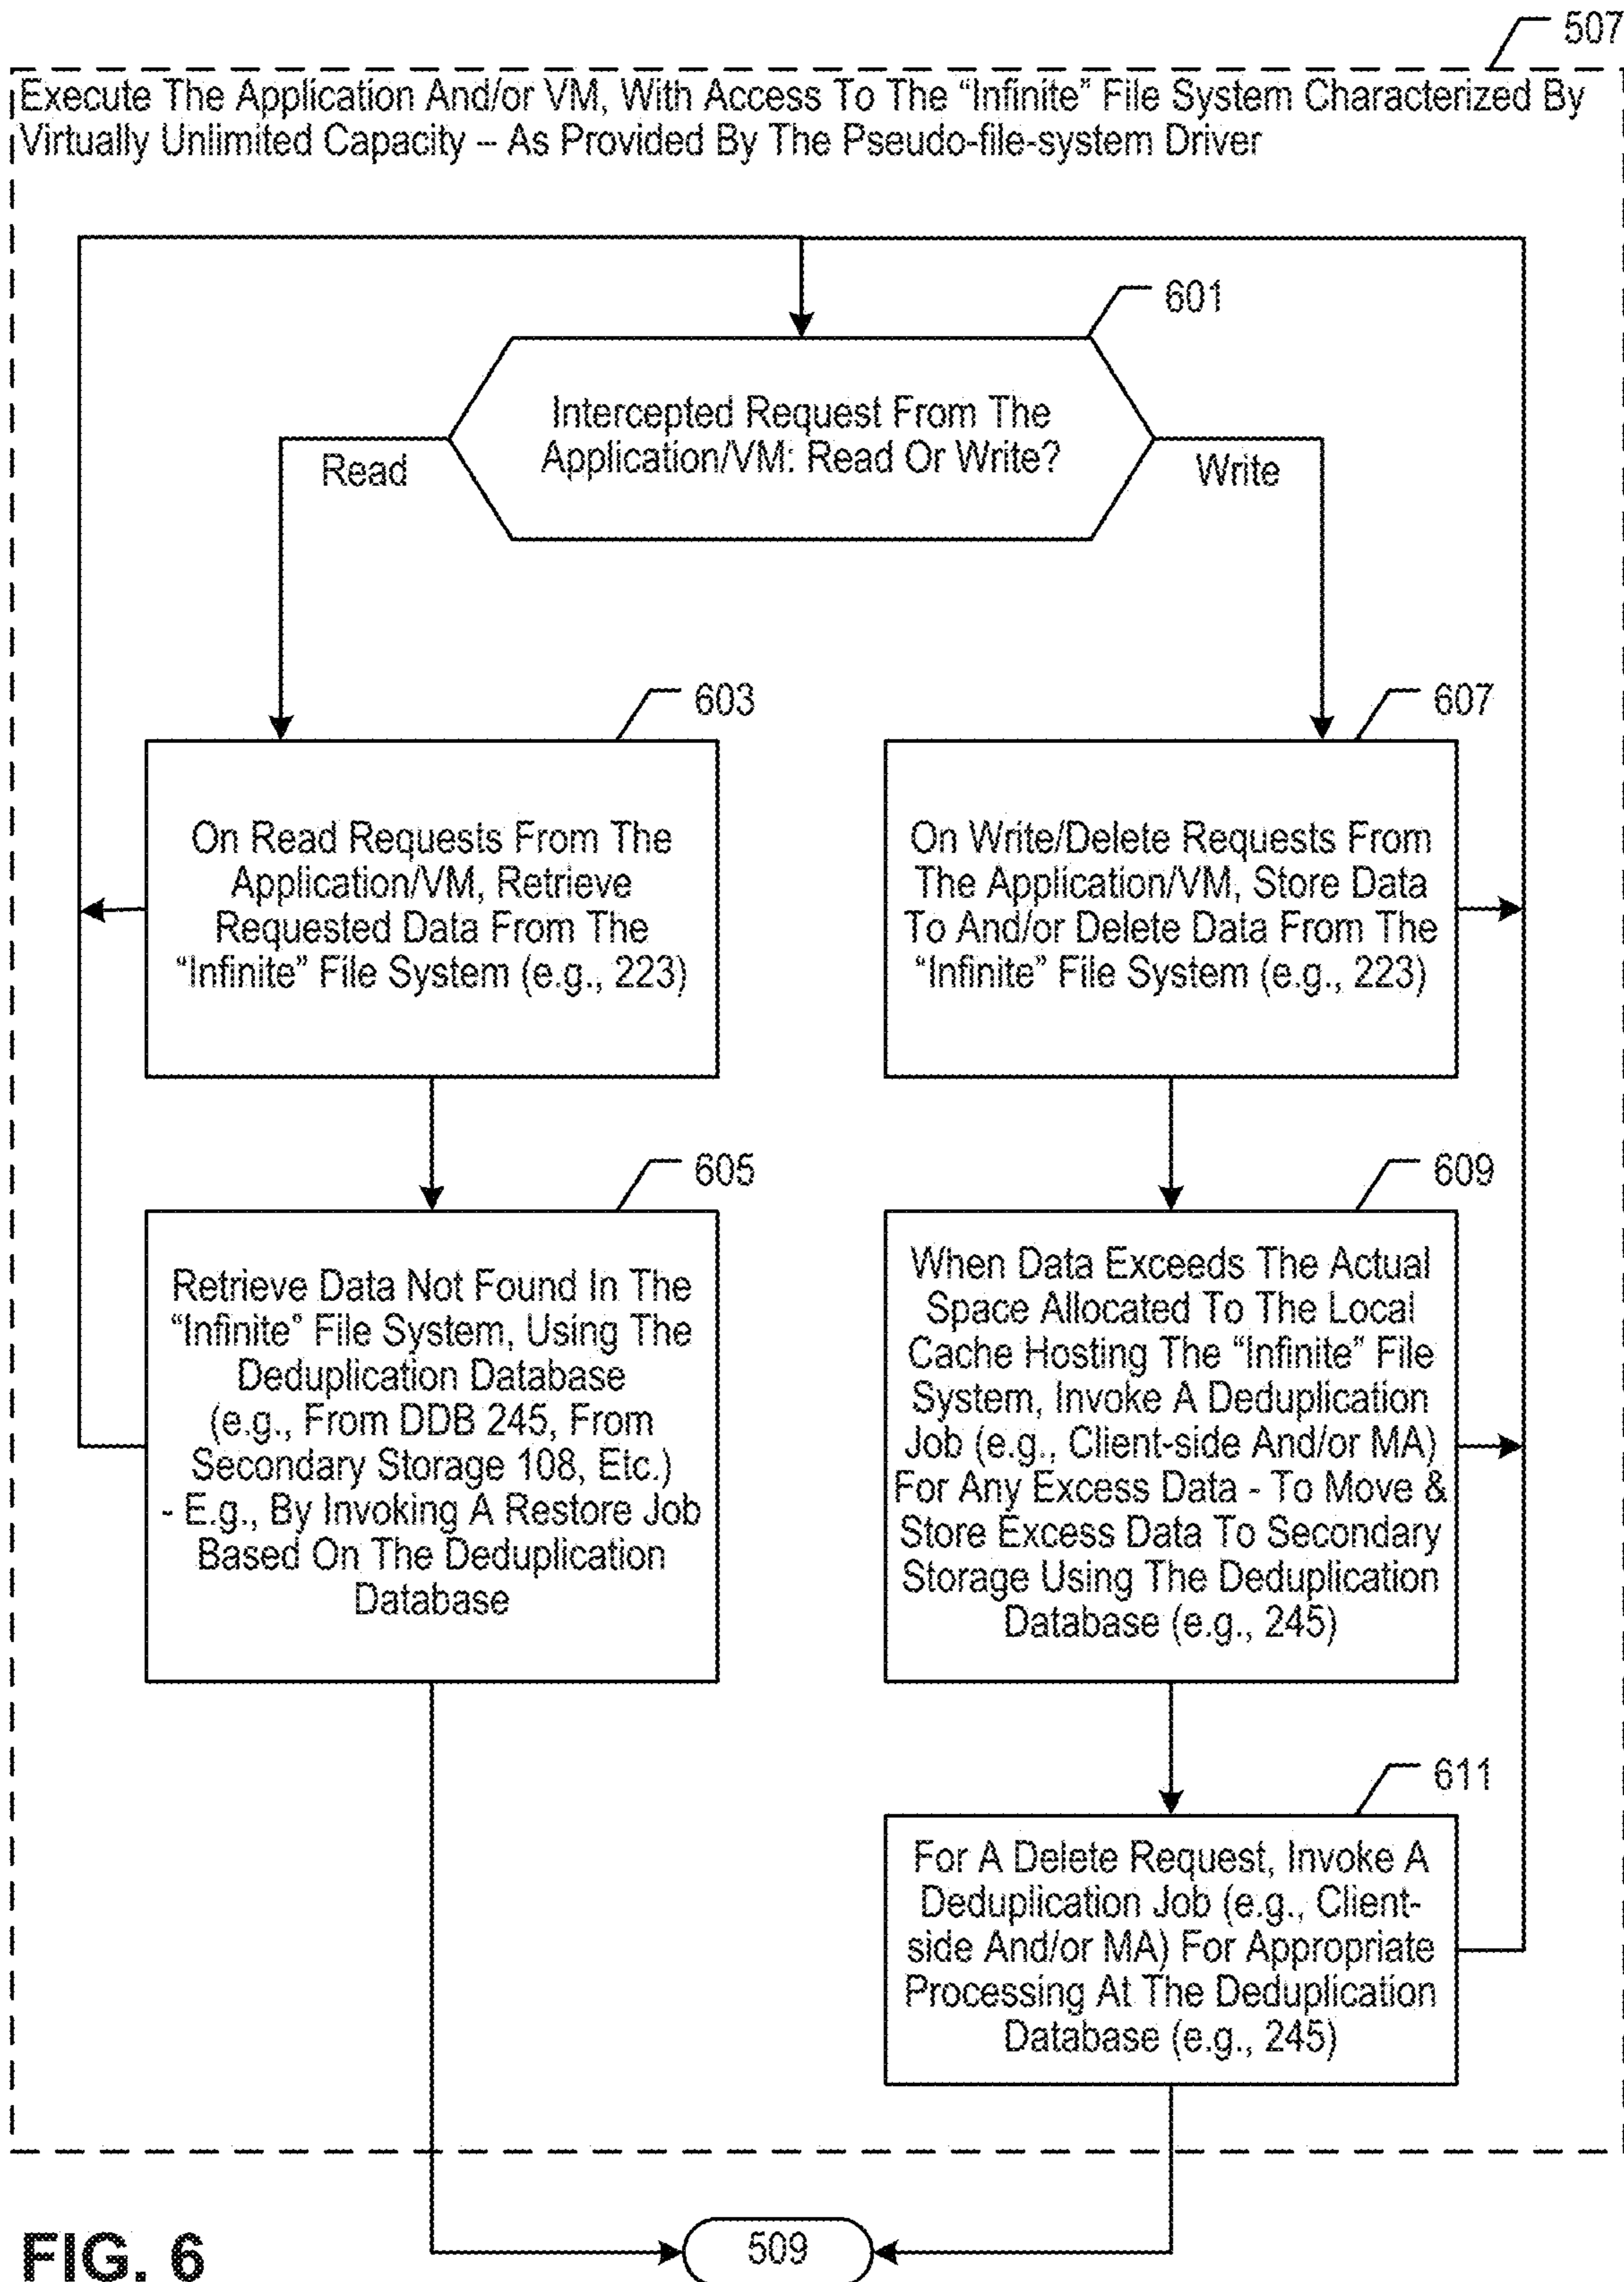 507
Execute The Application And/or VM, With Access To The “Infinite” File System Characterized By
Virtually Unlimited Capacity – As Provided By The Pseudo-file-system Driver
601
Intercepted Request From The
Application/VM: Read Or Write?
Read
Write
603
On Read Requests From The
Application/VM, Retrieve
Requested Data From The
“Infinite” File System (e.g., 223)
607
On Write/Delete Requests From
The Application/VM, Store Data
To And/or Delete Data From The
“Infinite” File System (e.g., 223)
605
Retrieve Data Not Found In The
“Infinite” File System, Using The
Deduplication Database
(e.g., From DDB 245, From
Secondary Storage 108, Etc.)
- E.g., By Invoking A Restore Job
Based On The Deduplication
Database
609
When Data Exceeds The Actual
Space Allocated To The Local
Cache Hosting The “Infinite” File
System, Invoke A Deduplication
Job (e.g., Client-side And/or MA)
For Any Excess Data - To Move &
Store Excess Data To Secondary
Storage Using The Deduplication
Database (e.g., 245)
611
For A Delete Request, Invoke A
Deduplication Job (e.g., Client-
side And/or MA) For Appropriate
Processing At The Deduplication
Database (e.g., 245)
509
FIG. 6